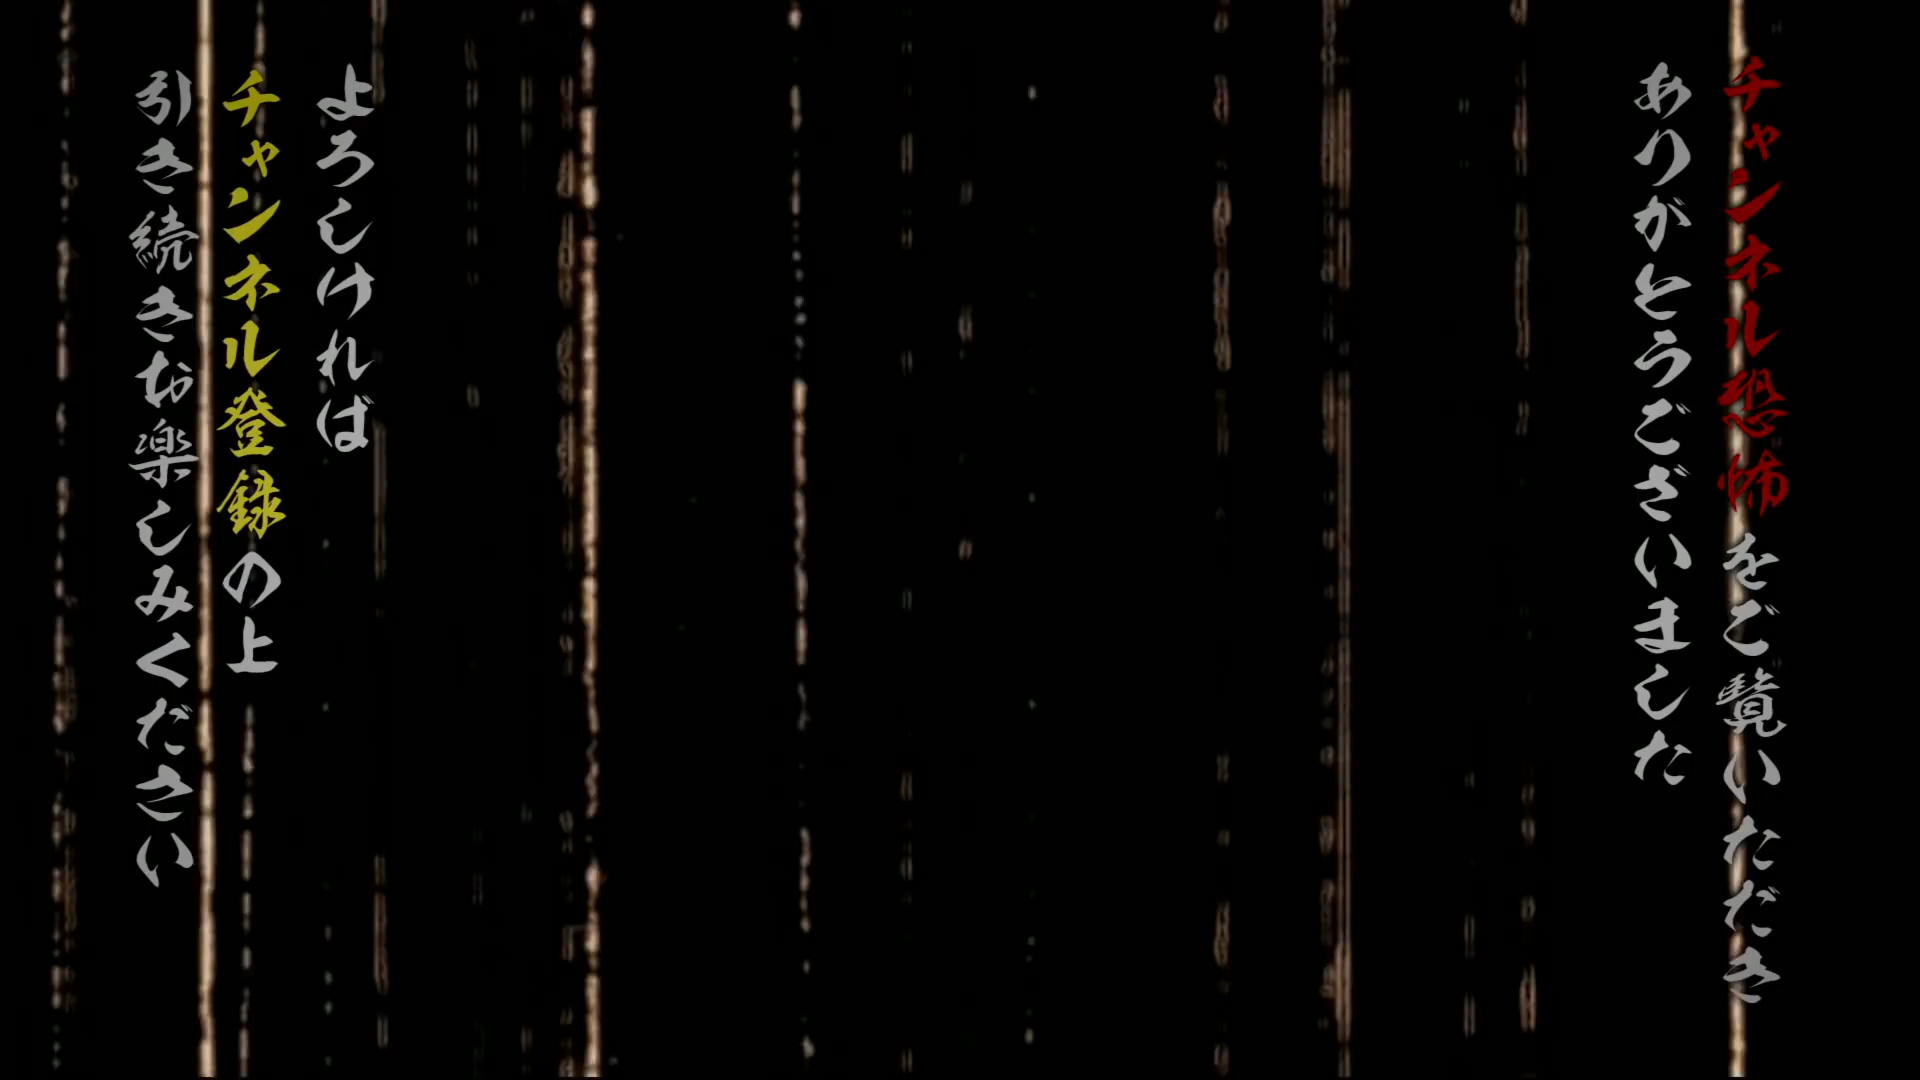 チャンネル恐怖をご覧いただき
ありがとうございました
よろしければ
チャンネル登録の上
引き続きお楽しみください